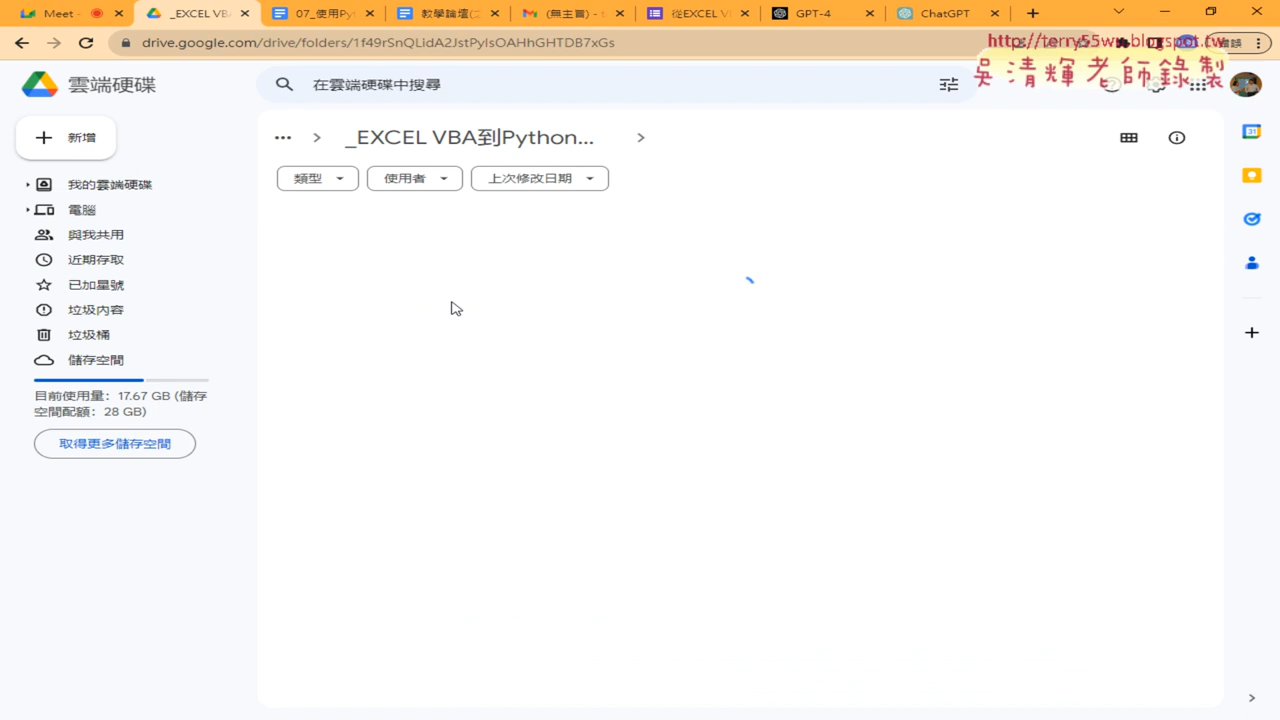 Meet -
_EXCEL VB
07_使用Py
教學論壇(
(無主旨) - t
從EXCEL V
GPT-4
ChatGPT
drive.google.com/drive/folders/1f49rSnQLidA2JstPyIsOAHhGHTDB7xGs
http://terry55wu.blogspot.tw
吳清輝老師錄製
雲端硬碟
在雲端硬碟中搜尋
新增
_EXCEL VBA到Python...
類型
使用者
上次修改日期
我的雲端硬碟
電腦
與我共用
近期存取
已加星號
垃圾內容
垃圾桶
儲存空間
目前使用量：17.67 GB (儲存
空間配額：28 GB)
取得更多儲存空間
31